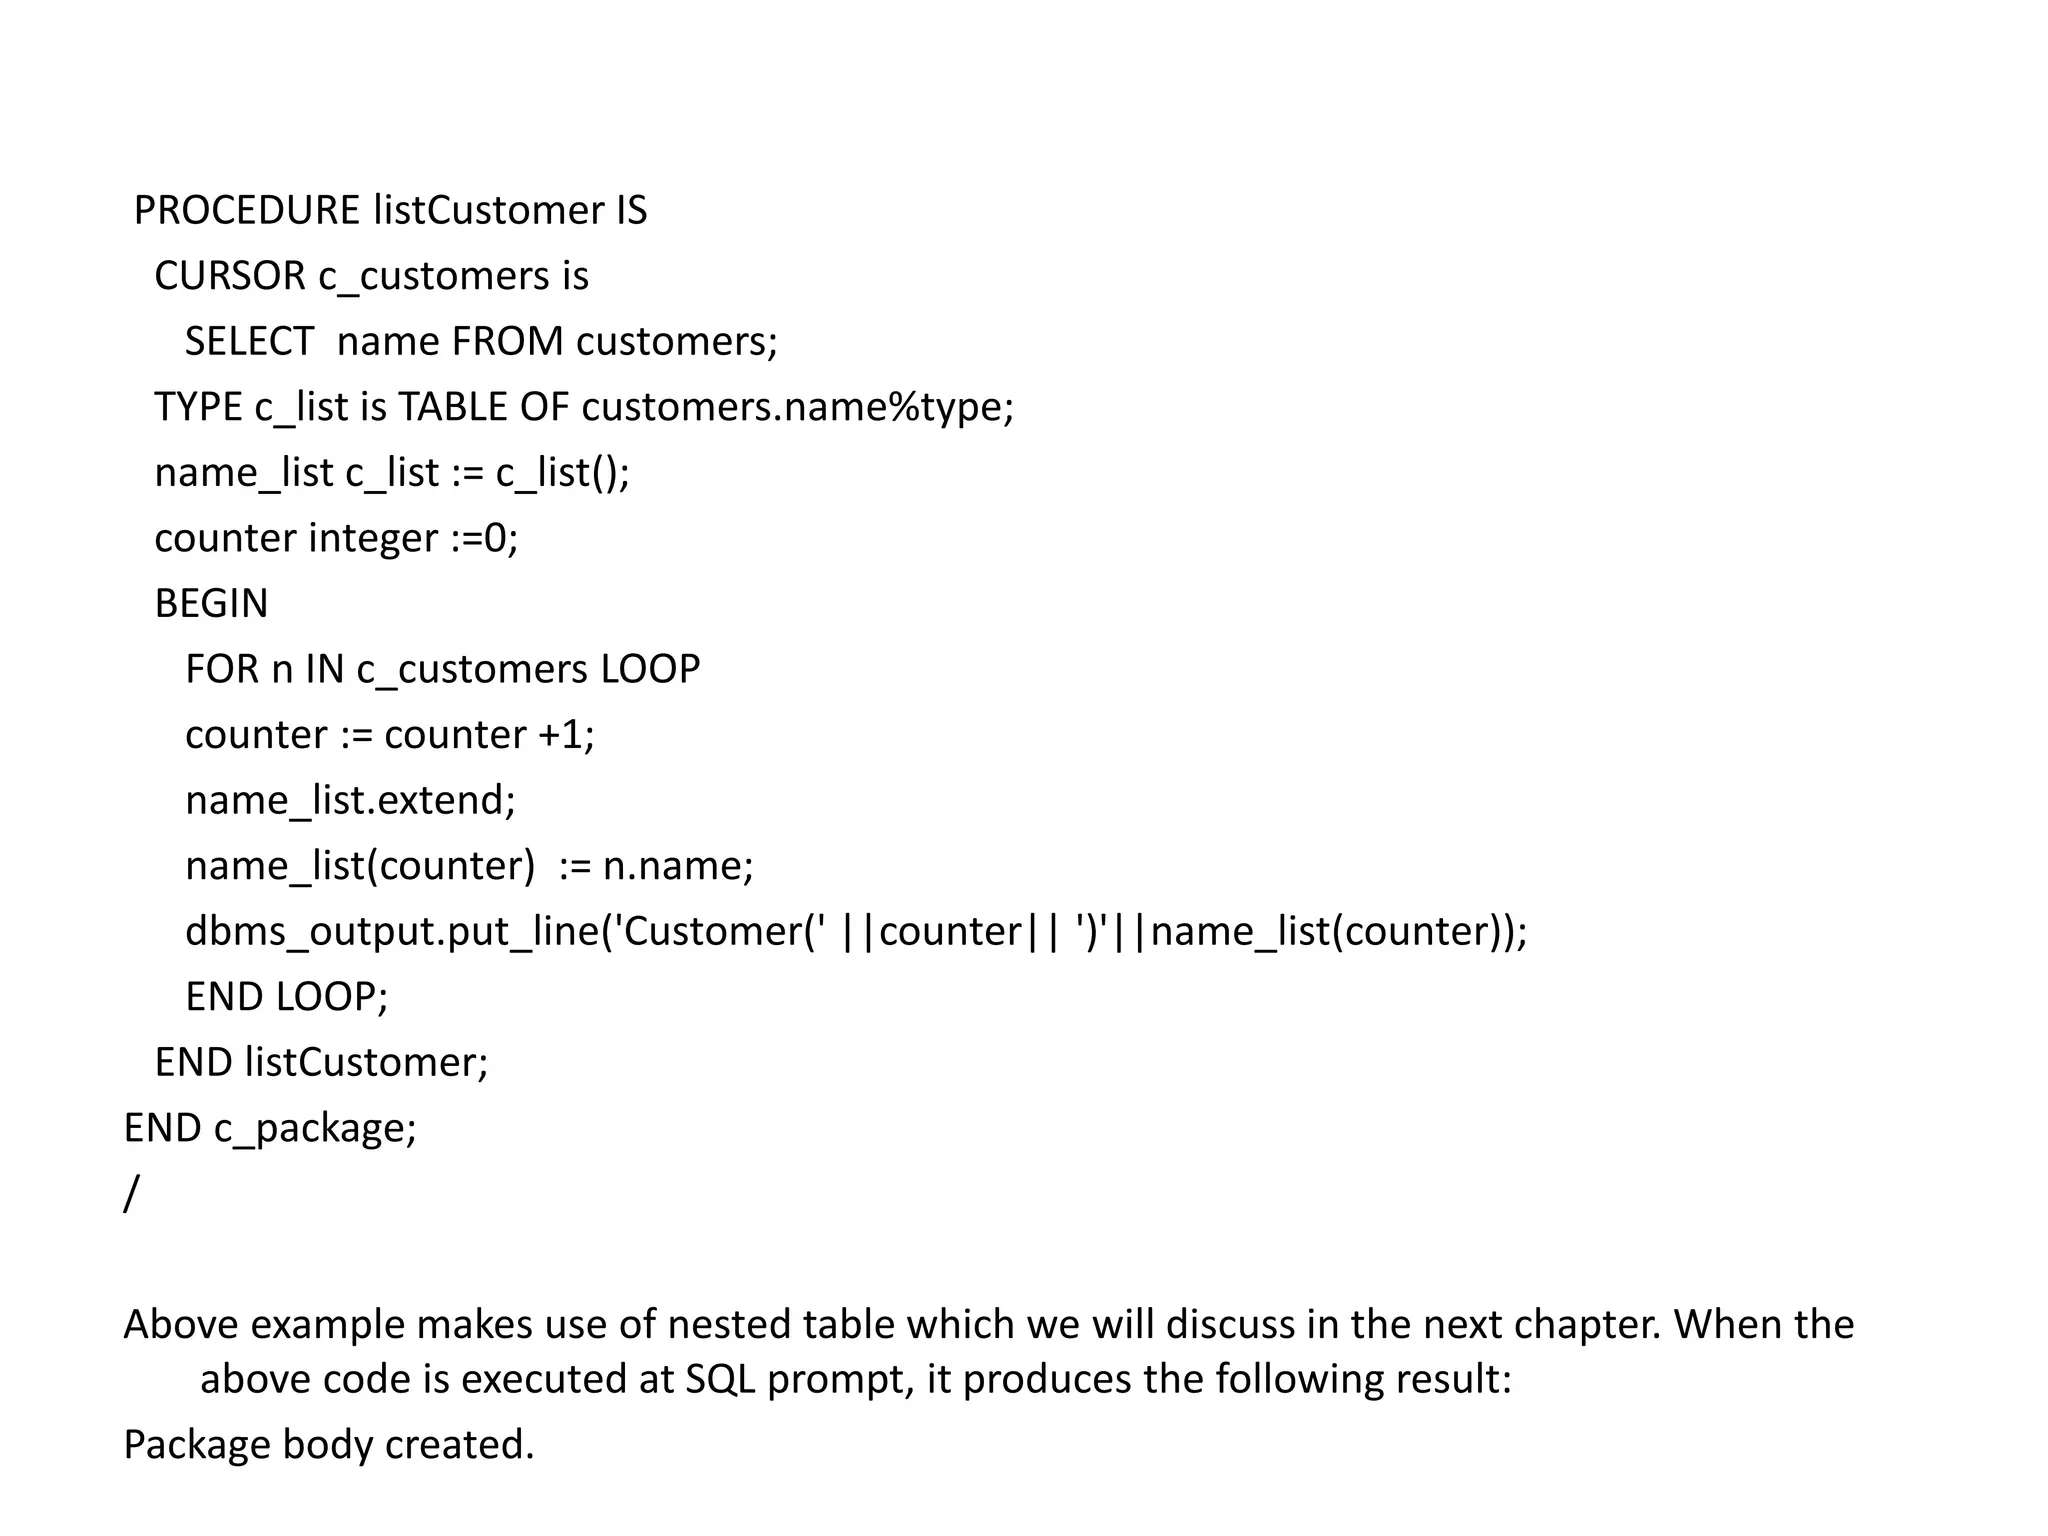 PROCEDURE listCustomer IS
CURSOR c_customers is
SELECT  name FROM customers;
TYPE c_list is TABLE OF customers.name%type;
name_list c_list := c_list();
counter integer :=0;
BEGIN
FOR n IN c_customers LOOP
counter := counter +1;
name_list.extend;
name_list(counter)  := n.name;
dbms_output.put_line('Customer(' ||counter|| ')'||name_list(counter));
END LOOP;
END listCustomer;
END c_package;
/
Above example makes use of nested table which we will discuss in the next chapter. When the
above code is executed at SQL prompt, it produces the following result:
Package body created.